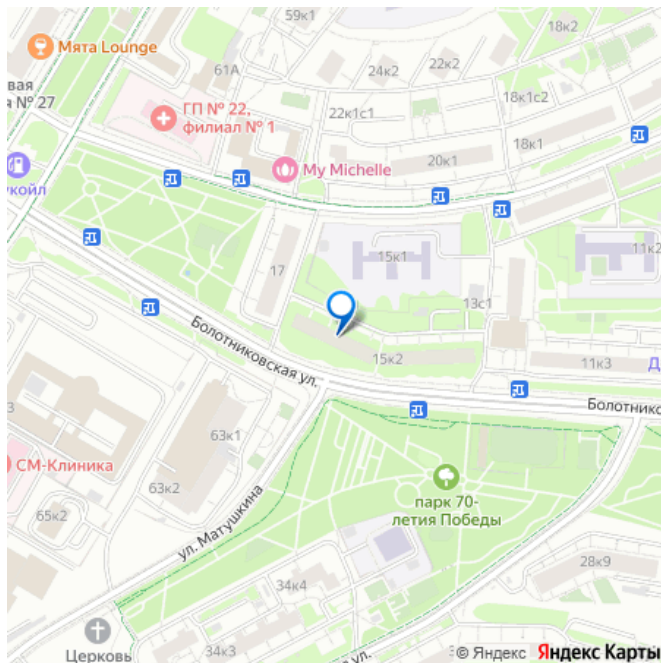 59к1
18к2
Мята Lounge
22к2
24к2
61А
вая
№ 27
18к1с2
ГП № 22,
филиал № 1
22к1с1
18к1
20к1
My Michelle
укойл
11к2
15к1
17
13с1
Болотниковская ул.
15к2
11к3
Д
Болотнико
63к1
СМ-Клиника
63к2
парк 70-
летия Победы
65к2
ул. Матушкина
28к9
34к4
Церковь
34к3
ул.
© Яндекс Яндекс Карты